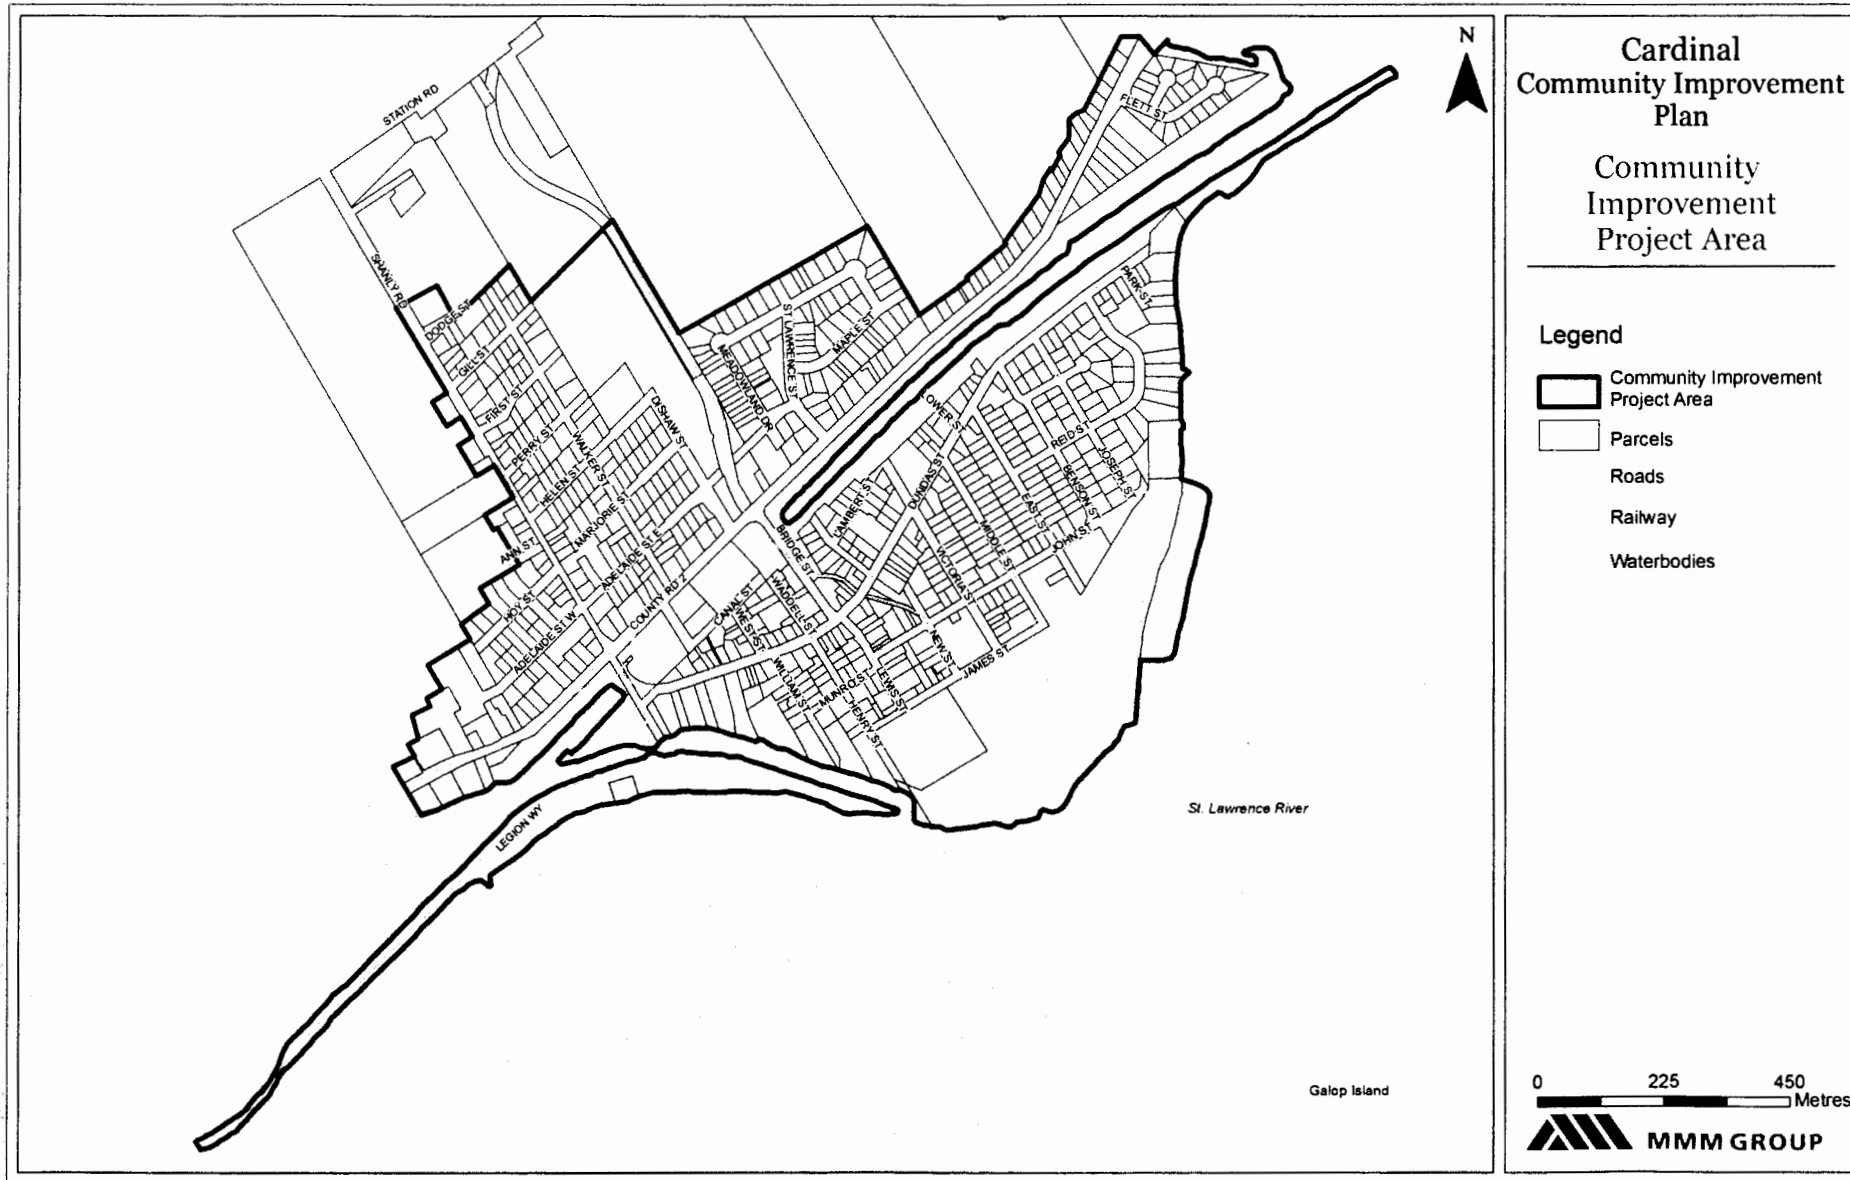 Cardinal
Community Improvement
Plan
Community
Improvement
Project Area
Legend
Community Improvement
Project Area
Parcels
Roads
Railway
Waterbodies
0 225 450
Metres
MMM GROUP
N
STATION RD
SHANLY RD
FLETT ST
DODGE ST
GILL ST
FIRST ST
PERRY ST
HELEN ST
WALKER ST
MARJORIE ST
DISHAW ST
ANN ST
ADELAIDE ST E
HOY ST
ADELAIDE ST W
COUNTY RD 2
MEADOWLAND DR
ST LAWRENCE ST
MAPLE ST
PARK ST
LOWER ST
DUNDAS ST
LAMBERT ST
REID ST
JOSEPH ST
BENSON ST
EAST ST
JOHN ST
MIDDLE ST
VICTORIA ST
BRIDGE ST
WADDELL ST
CANAL ST
WEST ST
WILLIAM ST
MUNRO ST
LEWIS ST
HENRY ST
NEW ST
JAMES ST
LEGION WY
St. Lawrence River
Galop Island